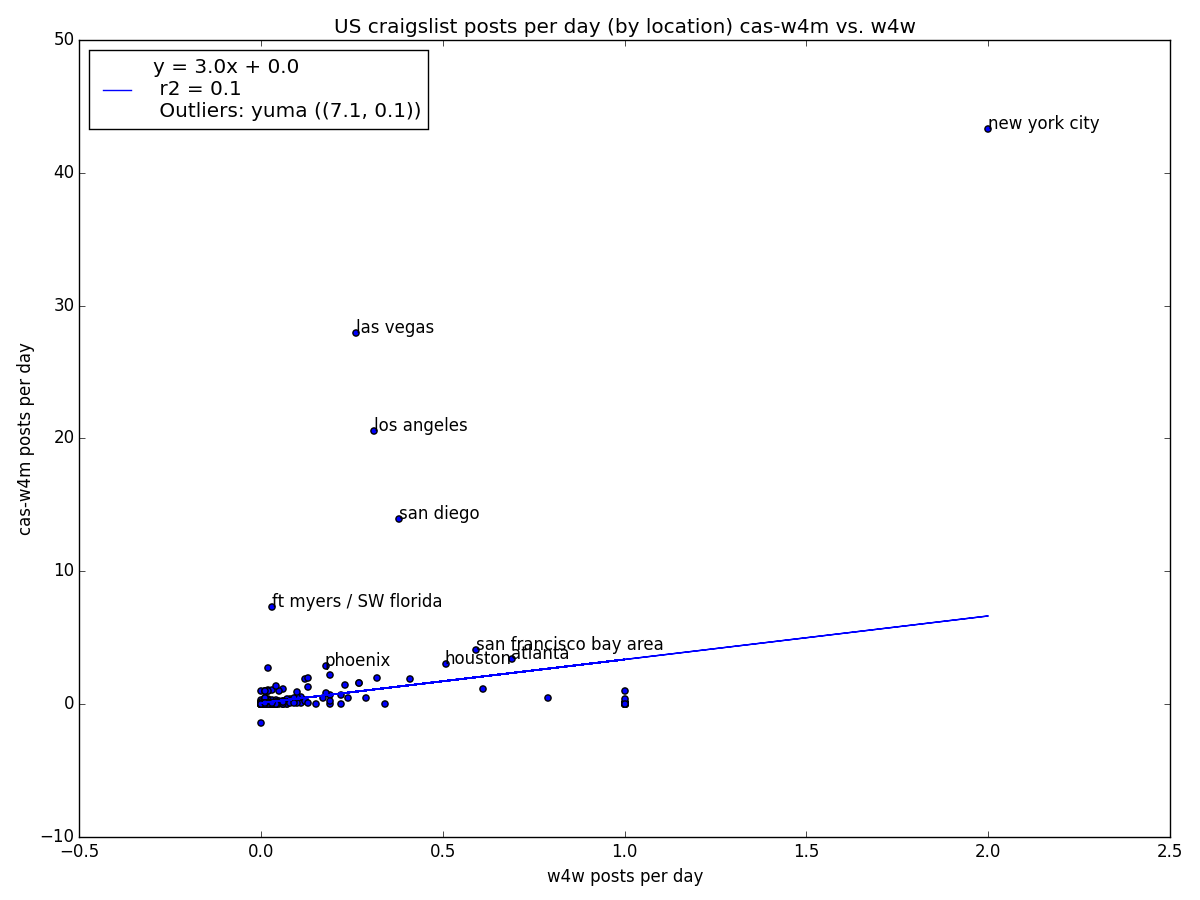 US craigslist posts per day (by location) cas-w4m vs. w4w
y = 3.0x + 0.0
r2 = 0.1
Outliers: yuma ((7.1, 0.1))
50
40
30
20
10
0
−10
cas-w4m posts per day
new york city
las vegas
los angeles
san diego
ft myers / SW florida
san francisco bay area
atlanta
houston
phoenix
−0.5
0.0
0.5
1.0
1.5
2.0
2.5
w4w posts per day